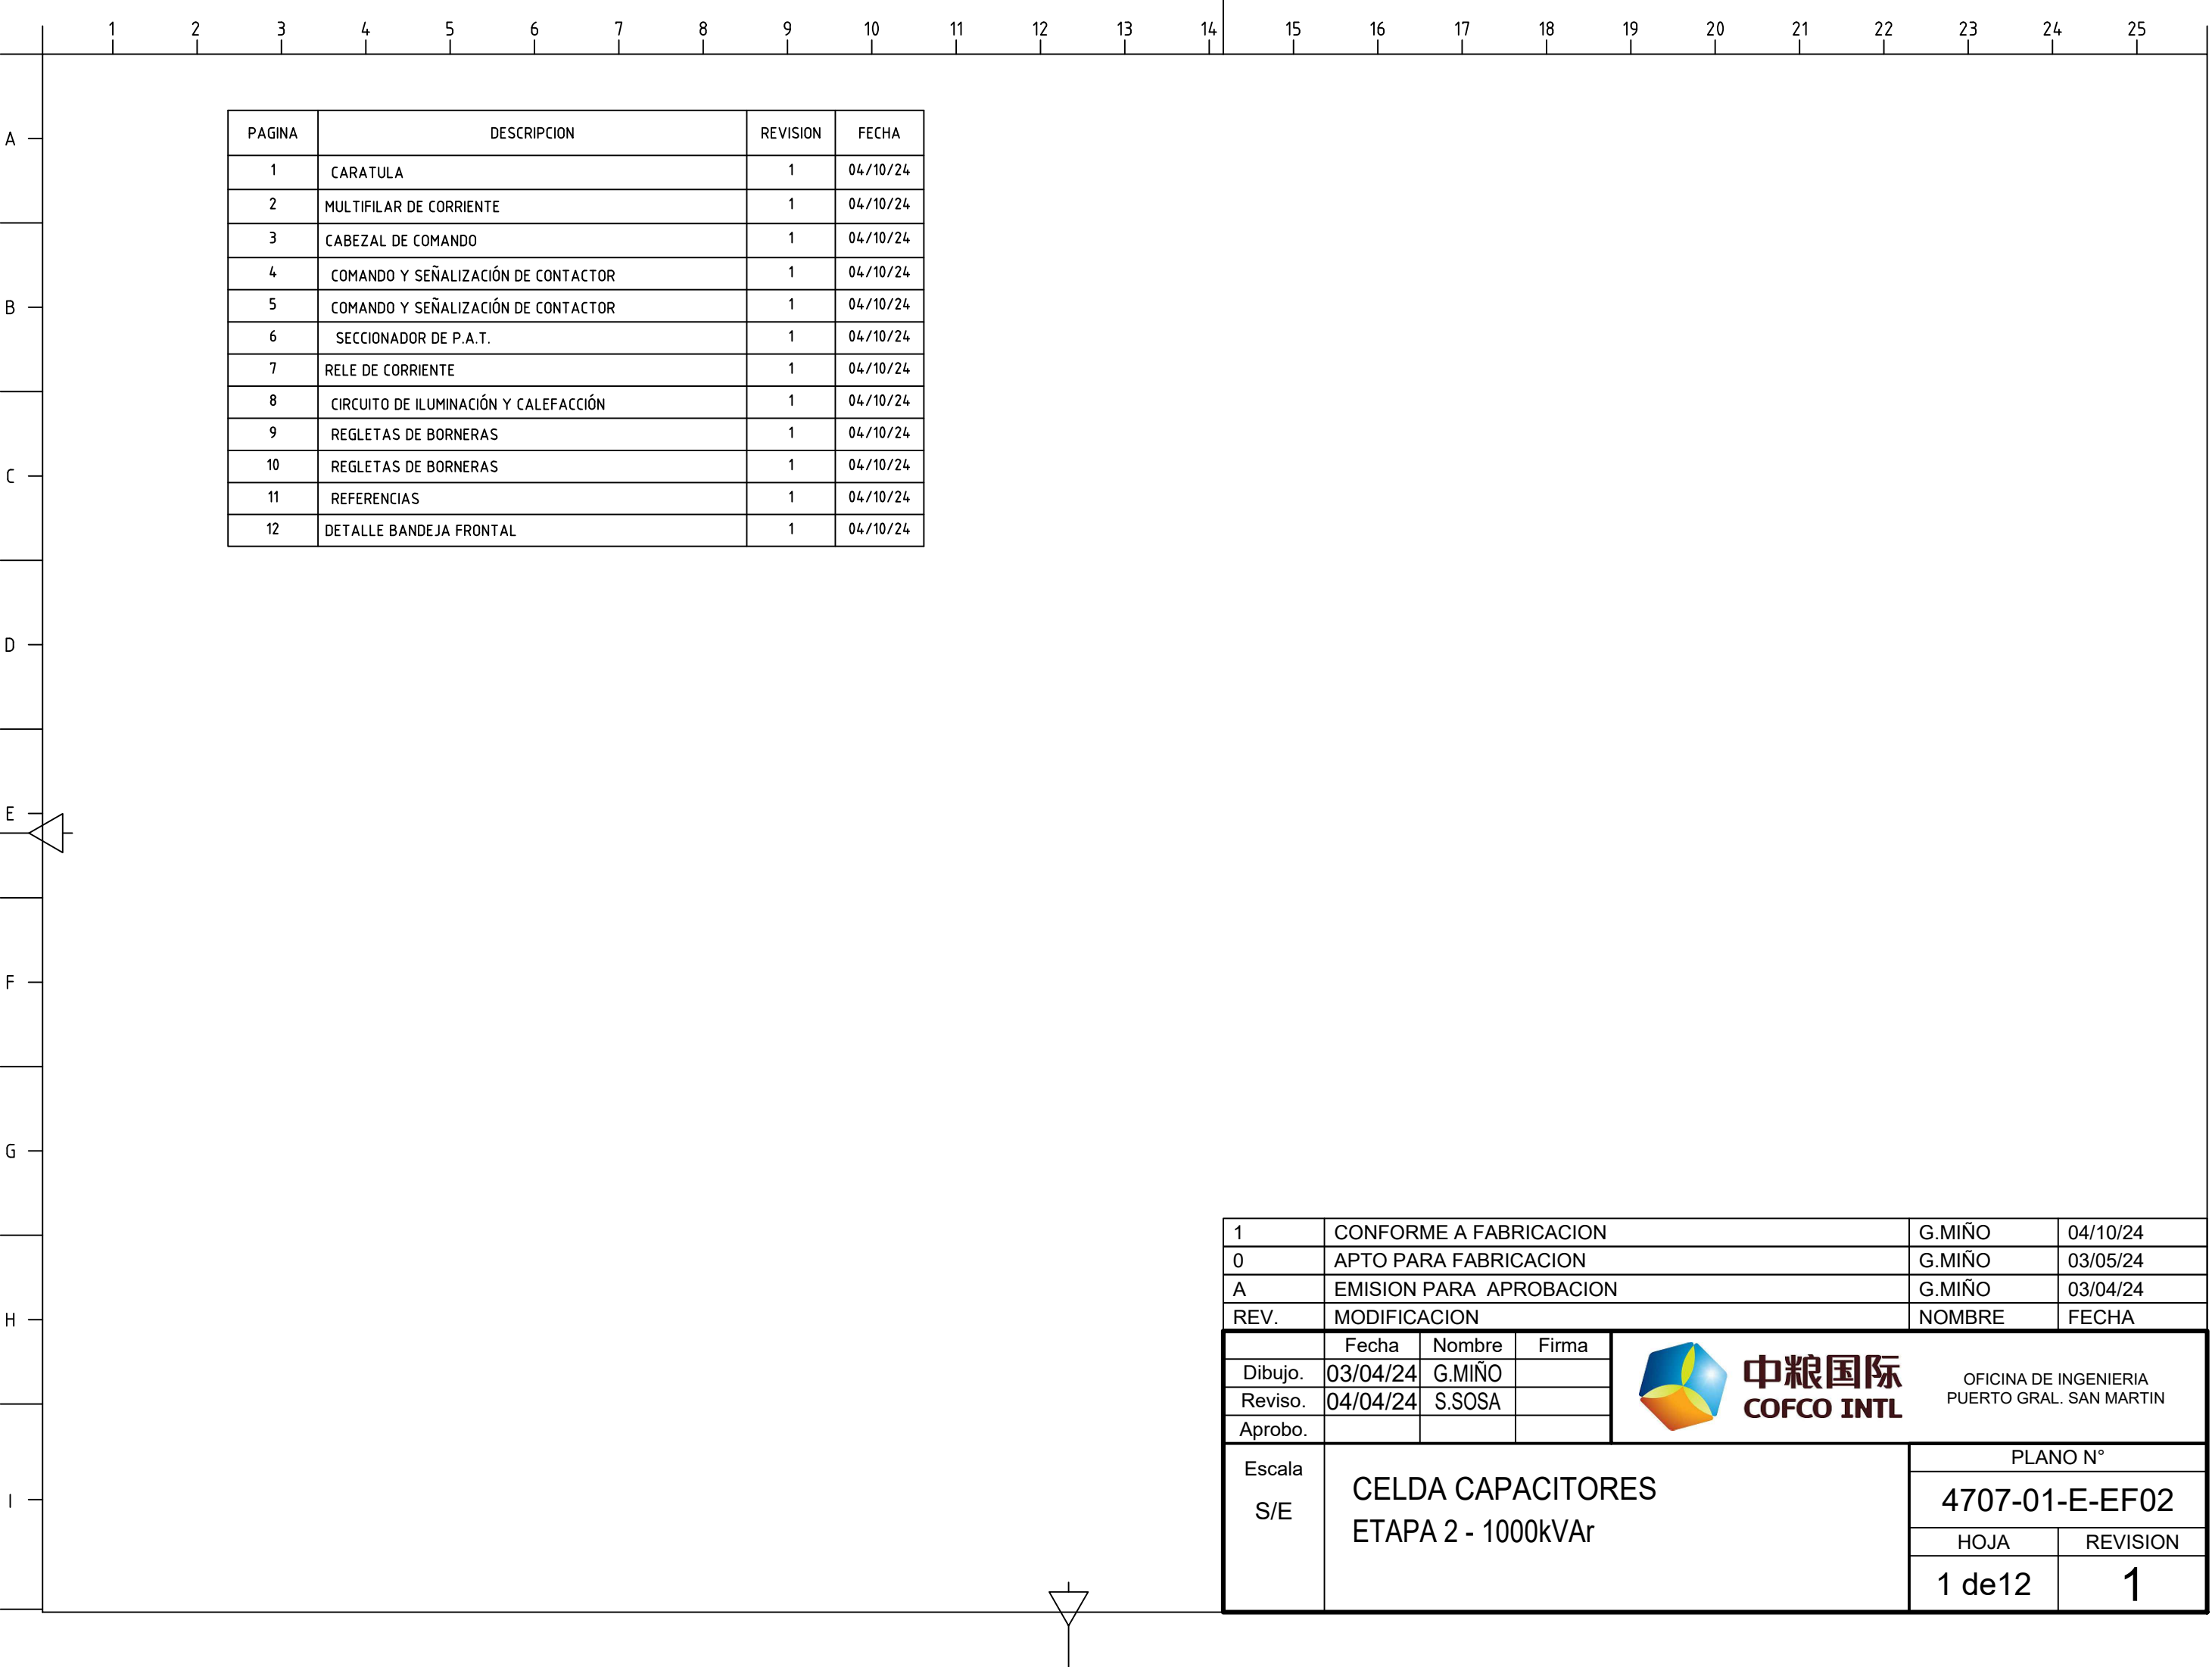 1 2 3 4 5 6 7 8 9 10 11 12 13 14 15 16 17 18 19 20 21 22 23 24 25
A
B
C
D
E
F
G
H
I
PAGINA DESCRIPCION REVISION FECHA
1 CARATULA 1 04/10/24
2 MULTIFILAR DE CORRIENTE 1 04/10/24
3 CABEZAL DE COMANDO 1 04/10/24
4 COMANDO Y SEÑALIZACIÓN DE CONTACTOR 1 04/10/24
5 COMANDO Y SEÑALIZACIÓN DE CONTACTOR 1 04/10/24
6 SECCIONADOR DE P.A.T. 1 04/10/24
7 RELE DE CORRIENTE 1 04/10/24
8 CIRCUITO DE ILUMINACIÓN Y CALEFACCIÓN 1 04/10/24
9 REGLETAS DE BORNERAS 1 04/10/24
10 REGLETAS DE BORNERAS 1 04/10/24
11 REFERENCIAS 1 04/10/24
12 DETALLE BANDEJA FRONTAL 1 04/10/24
1 CONFORME A FABRICACION G.MIÑO 04/10/24
0 APTO PARA FABRICACION G.MIÑO 03/05/24
A EMISION PARA APROBACION G.MIÑO 03/04/24
REV. MODIFICACION NOMBRE FECHA
Fecha Nombre Firma
Dibujo. 03/04/24 G.MIÑO
Reviso. 04/04/24 S.SOSA
Aprobo.
中粮国际
COFCO INTL
OFICINA DE INGENIERIA
PUERTO GRAL. SAN MARTIN
Escala
S/E
CELDA CAPACITORES
ETAPA 2 - 1000kVAr
PLANO N°
4707-01-E-EF02
HOJA REVISION
1 de12 1